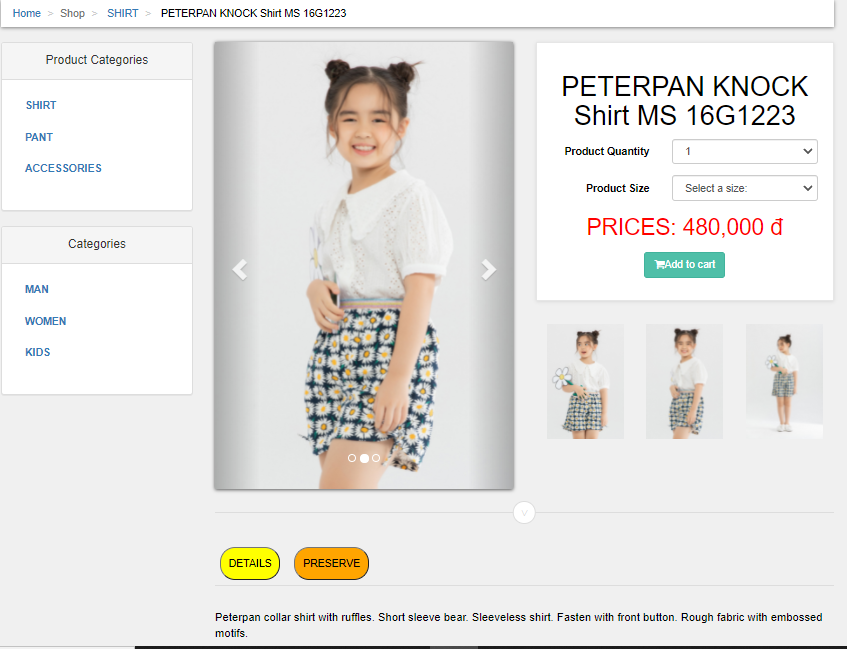 Home > Shop > SHIRT > PETERPAN KNOCK Shirt MS 16G1223
Product Categories
SHIRT
PANT
ACCESSORIES
Categories
MAN
WOMEN
KIDS
PETERPAN KNOCK
Shirt MS 16G1223
Product Quantity 1
Product Size Select a size:
PRICES: 480,000 đ
Add to cart
V
DETAILS PRESERVE
Peterpan collar shirt with ruffles. Short sleeve bear. Sleeveless shirt. Fasten with front button. Rough fabric with embossed
motifs.